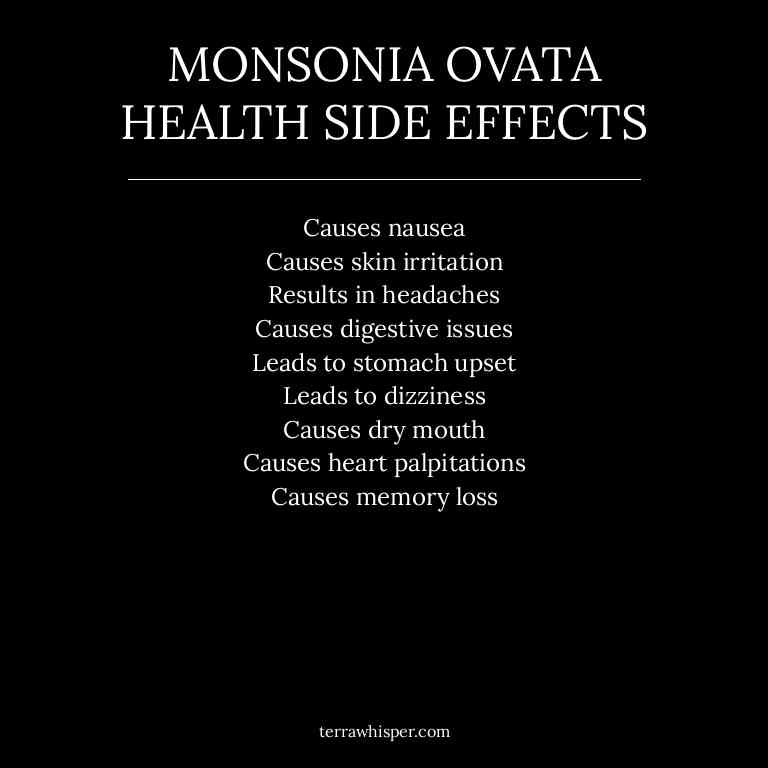 MONSONIA OVATA
HEALTH SIDE EFFECTS
Causes nausea
Causes skin irritation
Results in headaches
Causes digestive issues
Leads to stomach upset
Leads to dizziness
Causes dry mouth
Causes heart palpitations
Causes memory loss
terrawhisper.com